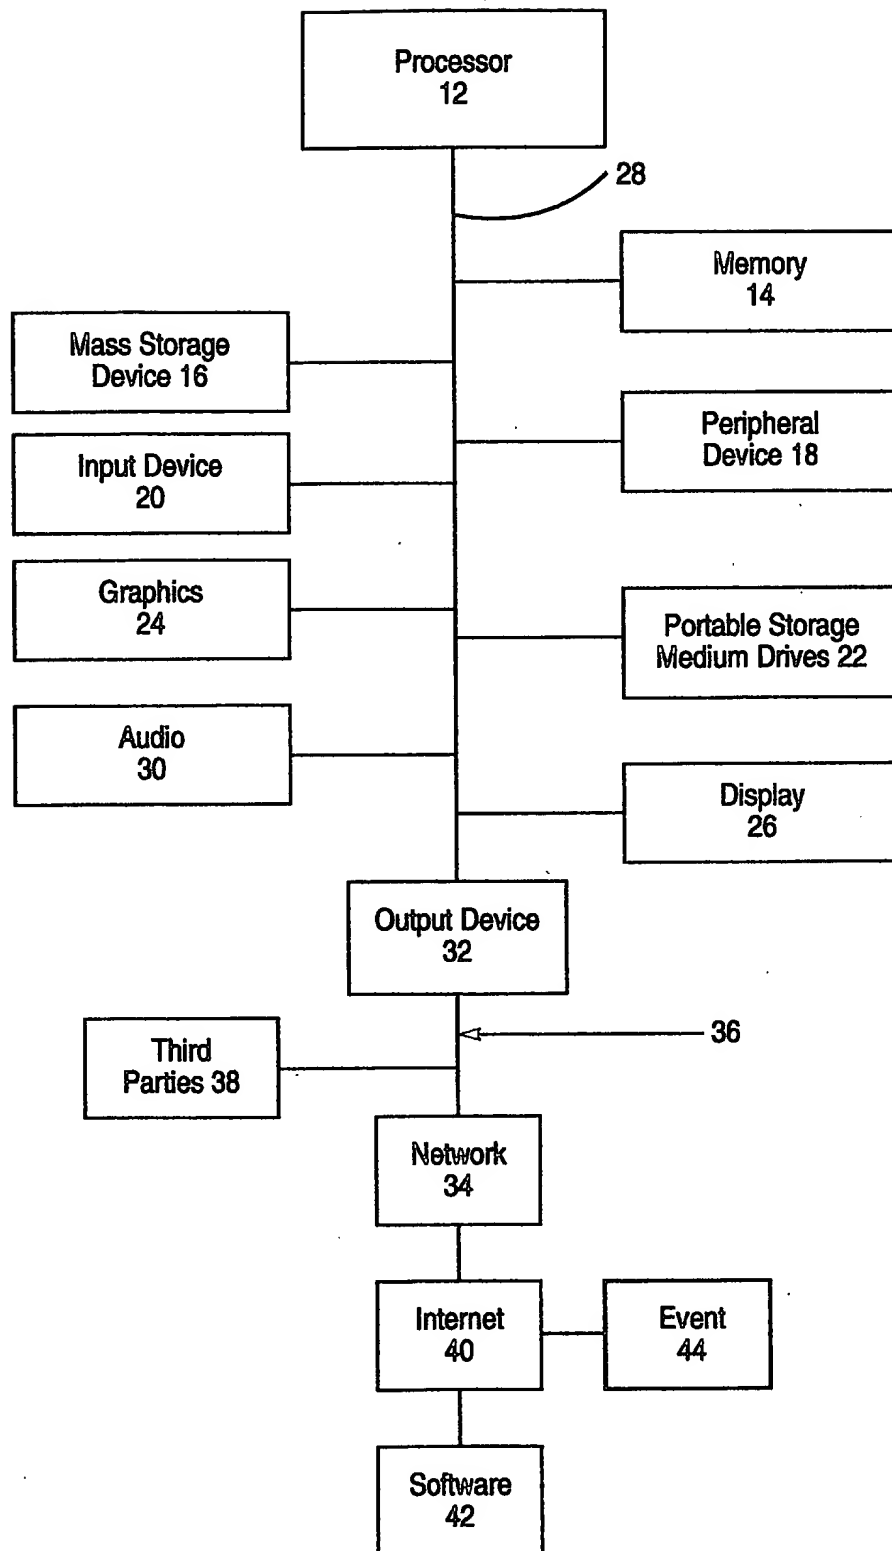 Processor
12
28
Memory
14
Mass Storage
Device 16
Peripheral
Device 18
Input Device
20
Graphics
24
Portable Storage
Medium Drives 22
Audio
30
Display
26
Output Device
32
36
Third
Parties 38
Network
34
Internet
40
Event
44
Software
42